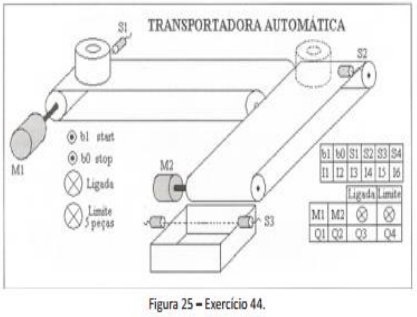 TRANSPORTADORA AUTOMÁTICA
S1
S2
M1
b1 start
b0 stop
Ligada
Limite
5 peças
M2
S3
b1 b0 S1 S2 S3 S4
I1 I2 I3 I4 I5 I6
Ligada Limite
M1 M2
Q1 Q2 Q3 Q4
Figura 25 – Exercício 44.